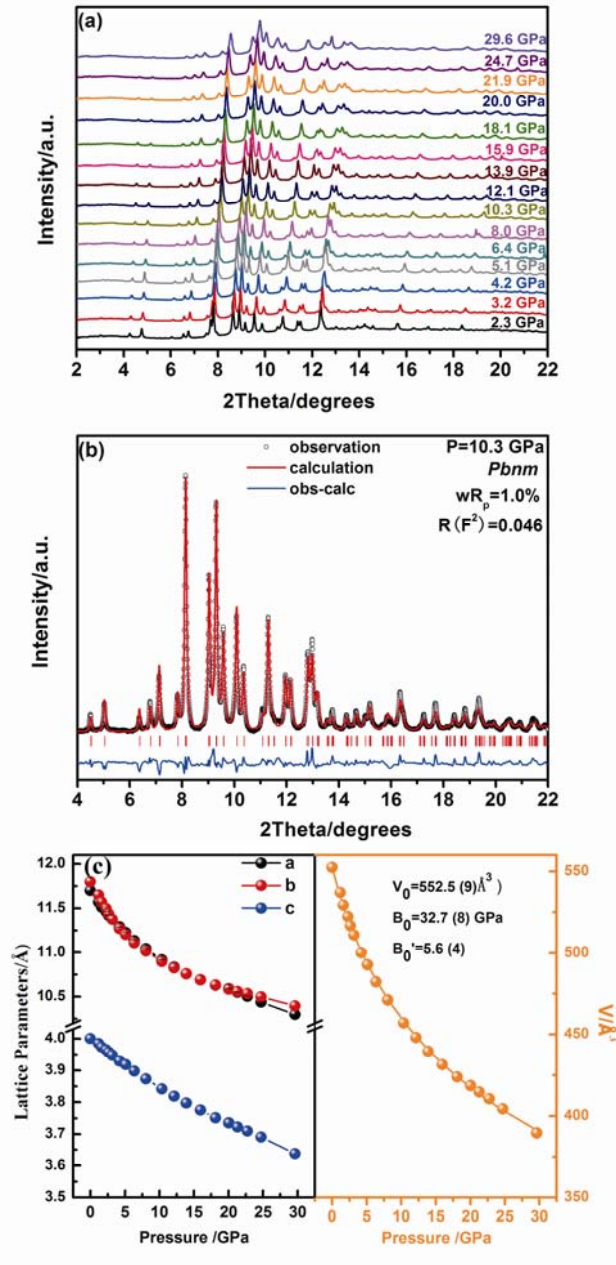 (a)
29.6 GPa
24.7 GPa
21.9 GPa
20.0 GPa
18.1 GPa
15.9 GPa
13.9 GPa
12.1 GPa
10.3 GPa
8.0 GPa
6.4 GPa
5.1 GPa
4.2 GPa
3.2 GPa
2.3 GPa
Intensity/a.u.
2 4 6 8 10 12 14 16 18 20 22
2Theta/degrees
(b)
observation
calculation
obs-calc
P=10.3 GPa
Pbnm
wRp=1.0%
R(F²)=0.046
Intensity/a.u.
4 6 8 10 12 14 16 18 20 22
2Theta/degrees
(c)
a
b
c
12.0
11.5
11.0
10.5
4.0
3.9
3.8
3.7
3.6
3.5
Lattice Parameters/Å)
0 5 10 15 20 25 30
Pressure /GPa
V₀=552.5 (9)Å³)
B₀=32.7 (8) GPa
B₀'=5.6 (4)
550
500
450
400
350
V/Å³
0 5 10 15 20 25 30
Pressure /GPa